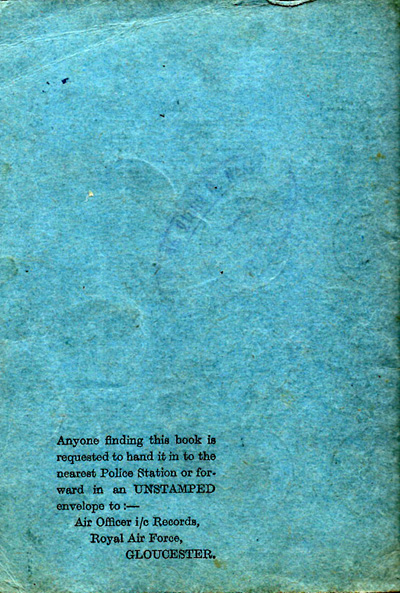 Anyone finding this book is
requested to hand it in to the
nearest Police Station or for-
ward in an UNSTAMPED
envelope to :—
Air Officer i/c Records,
Royal Air Force,
GLOUCESTER.